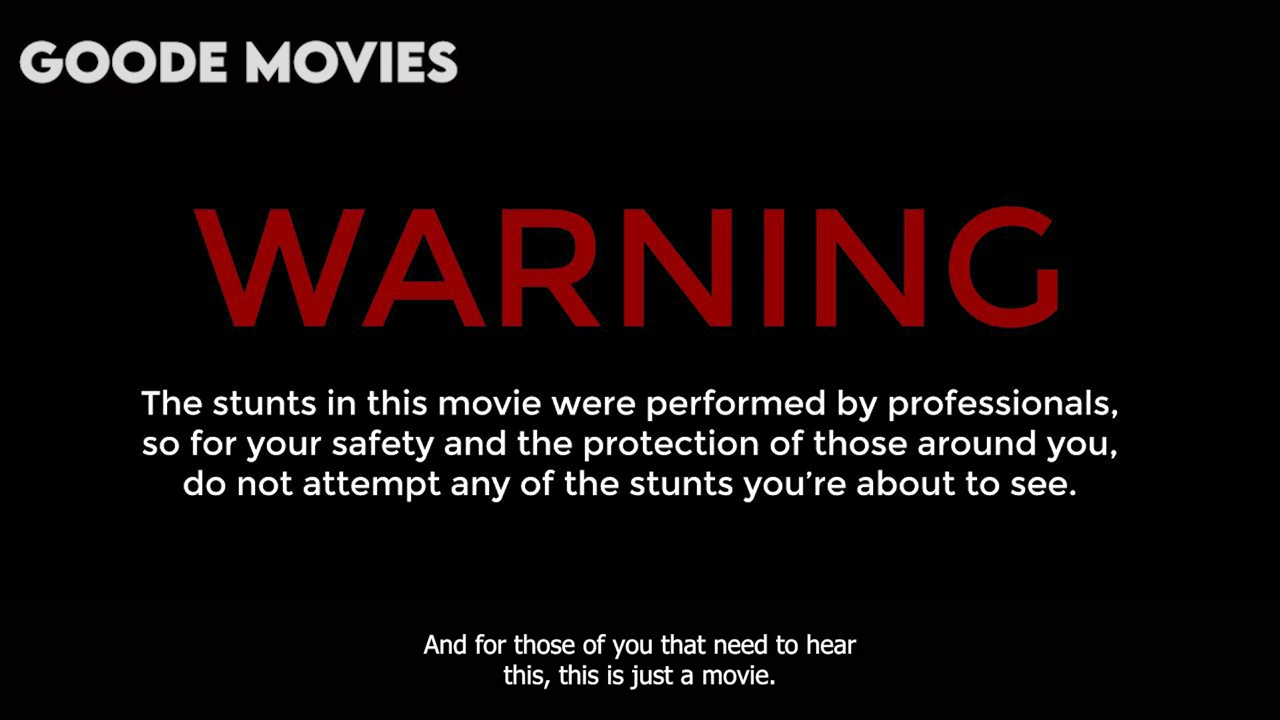 GOODE MOVIES
WARNING
The stunts in this movie were performed by professionals,
so for your safety and the protection of those around you,
do not attempt any of the stunts you’re about to see.
And for those of you that need to hear
this, this is just a movie.